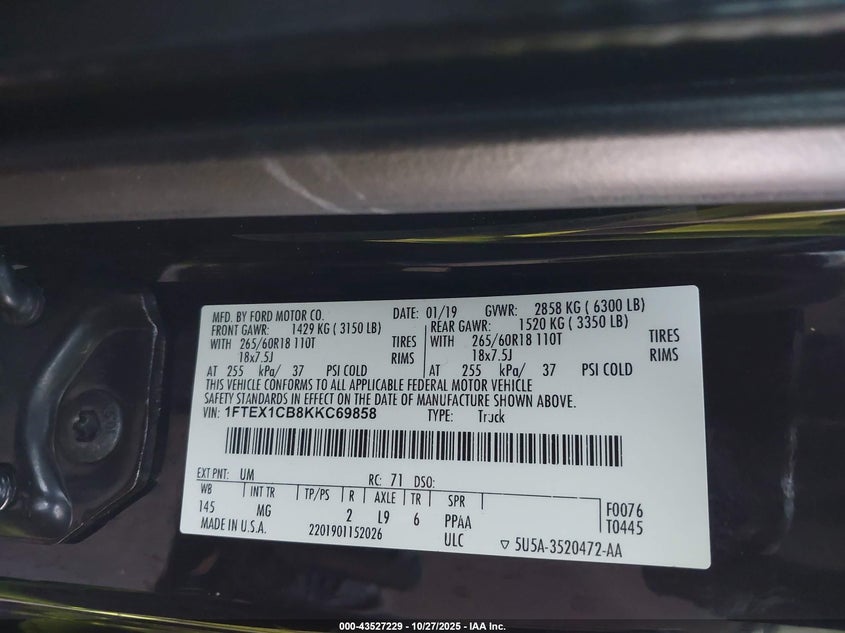 MFD. BY FORD MOTOR CO. DATE: 01/19 GVWR: 2858 KG ( 6300 LB)
FRONT GAWR: 1429 KG ( 3150 LB) REAR GAWR: 1520 KG ( 3350 LB)
WITH 265/60R18 110T TIRES WITH 265/60R18 110T TIRES
18x7.5J RIMS 18x7.5J RIMS
AT 255 kPa/ 37 PSI COLD AT 255 kPa/ 37 PSI COLD
THIS VEHICLE CONFORMS TO ALL APPLICABLE FEDERAL MOTOR VEHICLE
SAFETY STANDARDS IN EFFECT ON THE DATE OF MANUFACTURE SHOWN ABOVE.
VIN: 1FTEX1CB8KKC69858 TYPE: Truck
EXT PNT: UM RC: 71 DSO:
WB INT TR TP/PS R AXLE TR SPR
145 MG 2 L9 6 PPAA
F0076
T0445
MADE IN U.S.A. 2201901152026 ULC ▽ 5U5A-3520472-AA
000-43527229 - 10/27/2025 - IAA Inc.